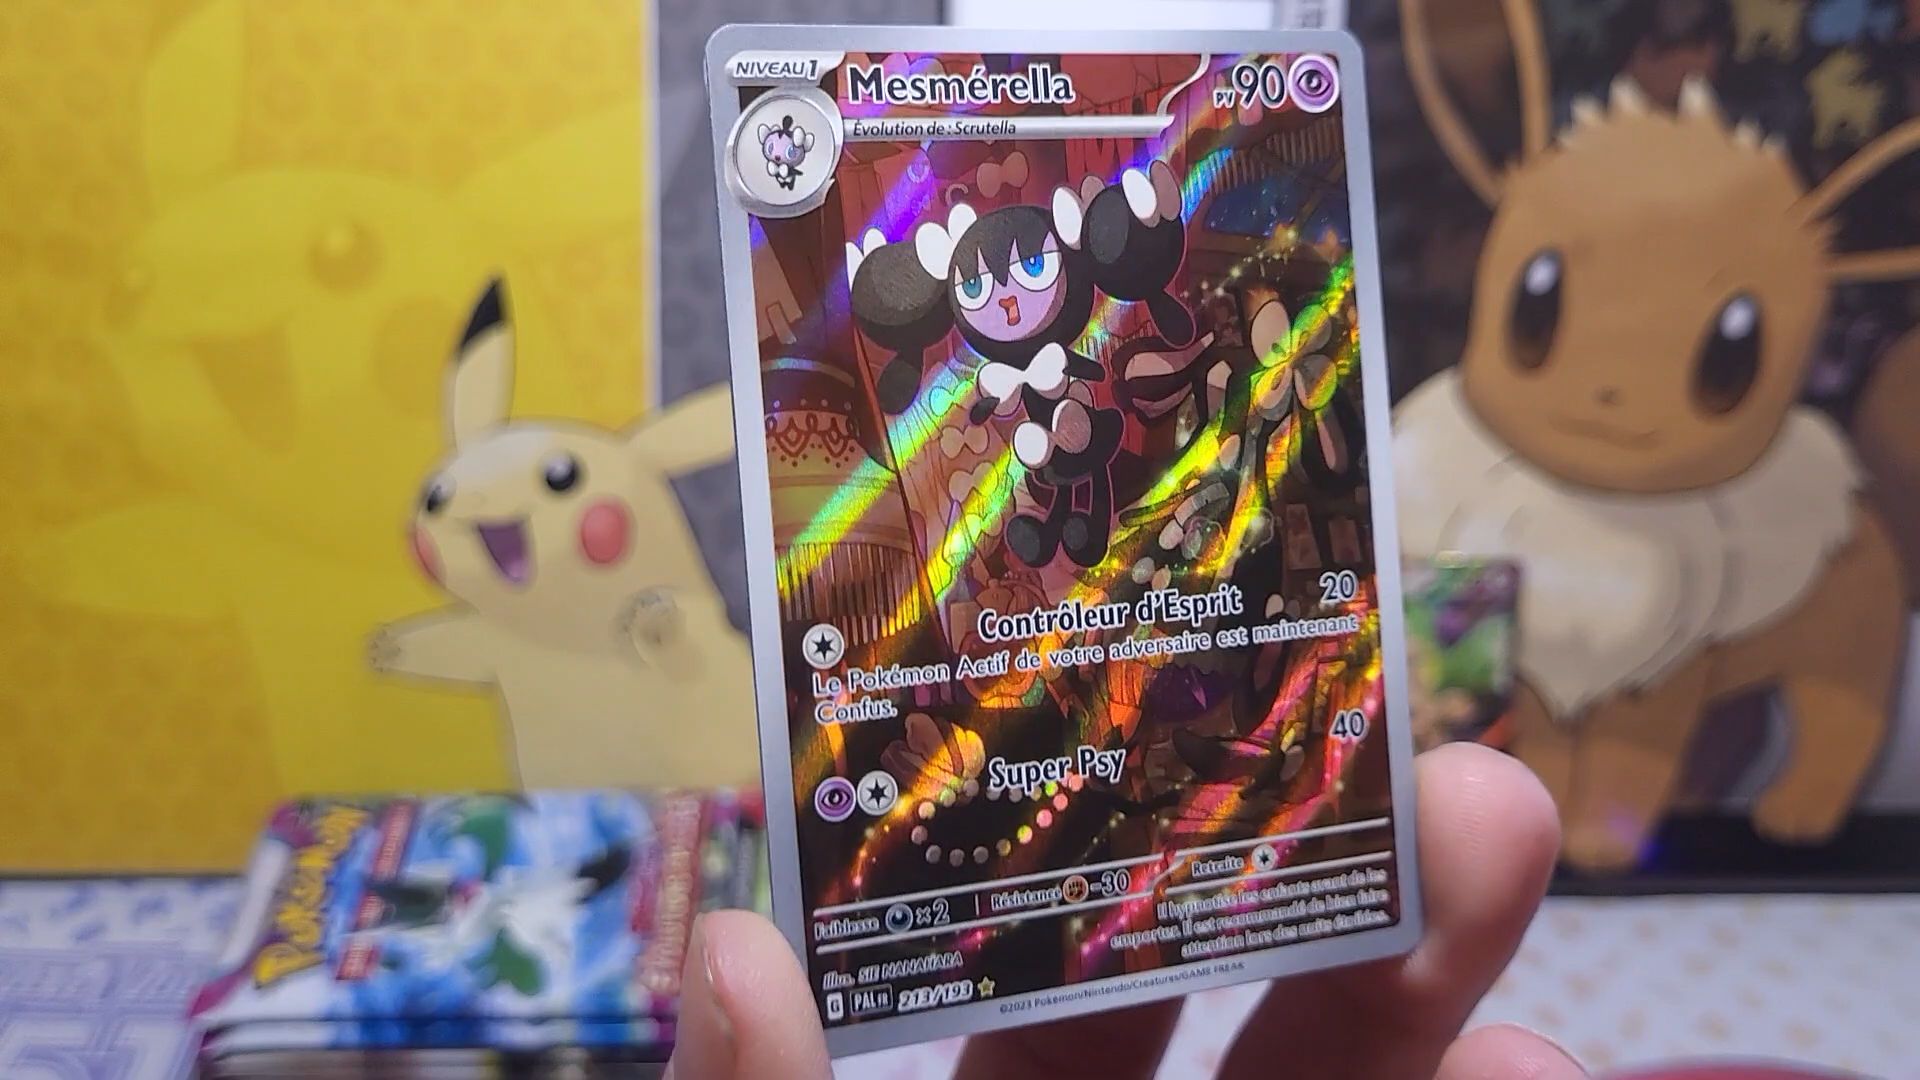 NIVEAU 1
Mesmérella
PV 90
Évolution de : Scrutella
Contrôleur d'Esprit 20
Le Pokémon Actif de votre adversaire est maintenant
Confus.
Super Psy 40
Faiblesse ×2 Résistance -30 Retraite
Il hypnotise les enfants avant de les
emporter. Il est recommandé de bien faire
attention lors des nuits étoilées.
Illus. SIE NANAHARA
G PAL FR 213/193
©2023 Pokémon/Nintendo/Creatures/GAME FREAK
Pokémon